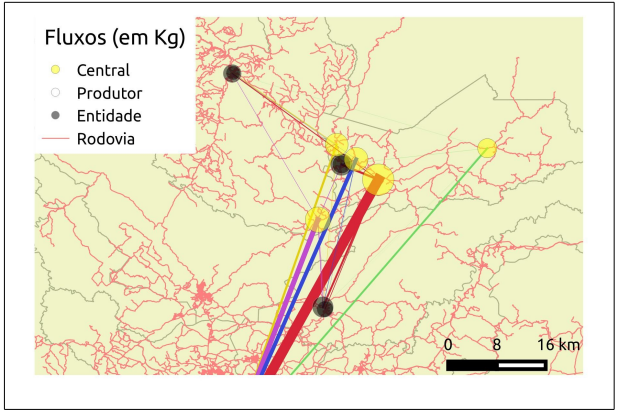 Fluxos (em Kg)
Central
Produtor
Entidade
Rodovia
0 8 16 km